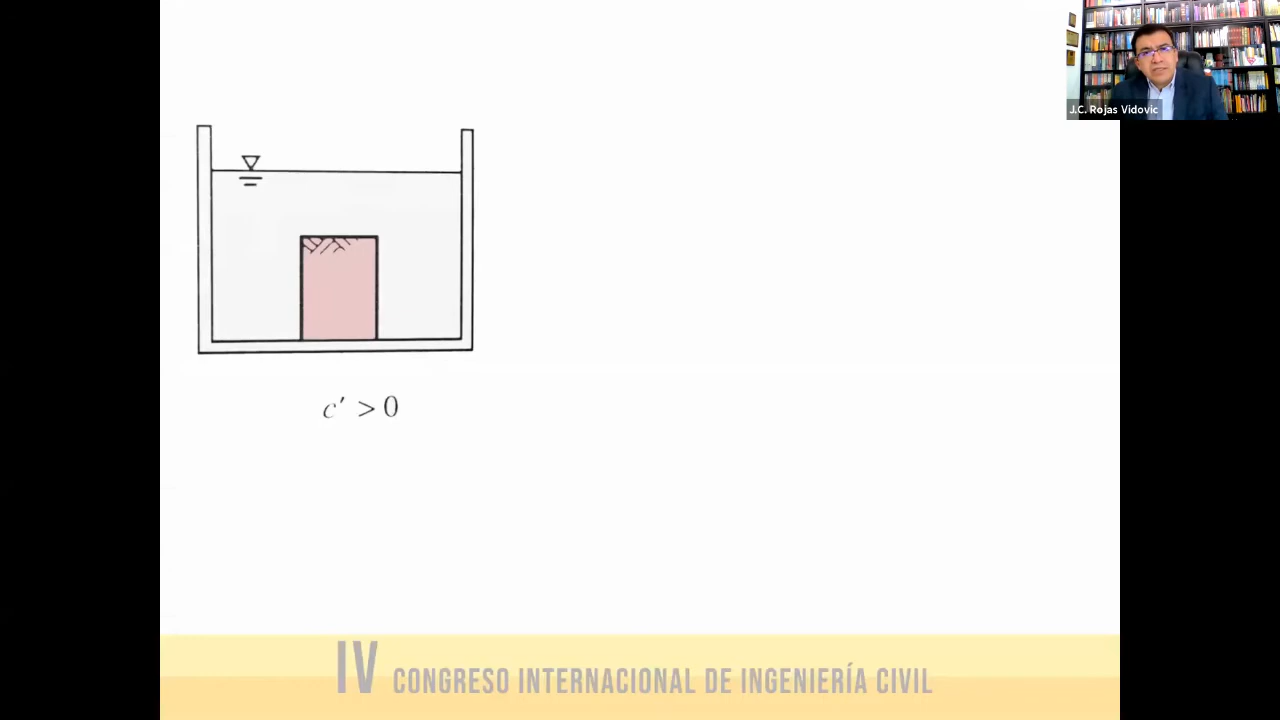 J.C. Rojas Vidovic
c′ > 0
IV CONGRESO INTERNACIONAL DE INGENIERÍA CIVIL